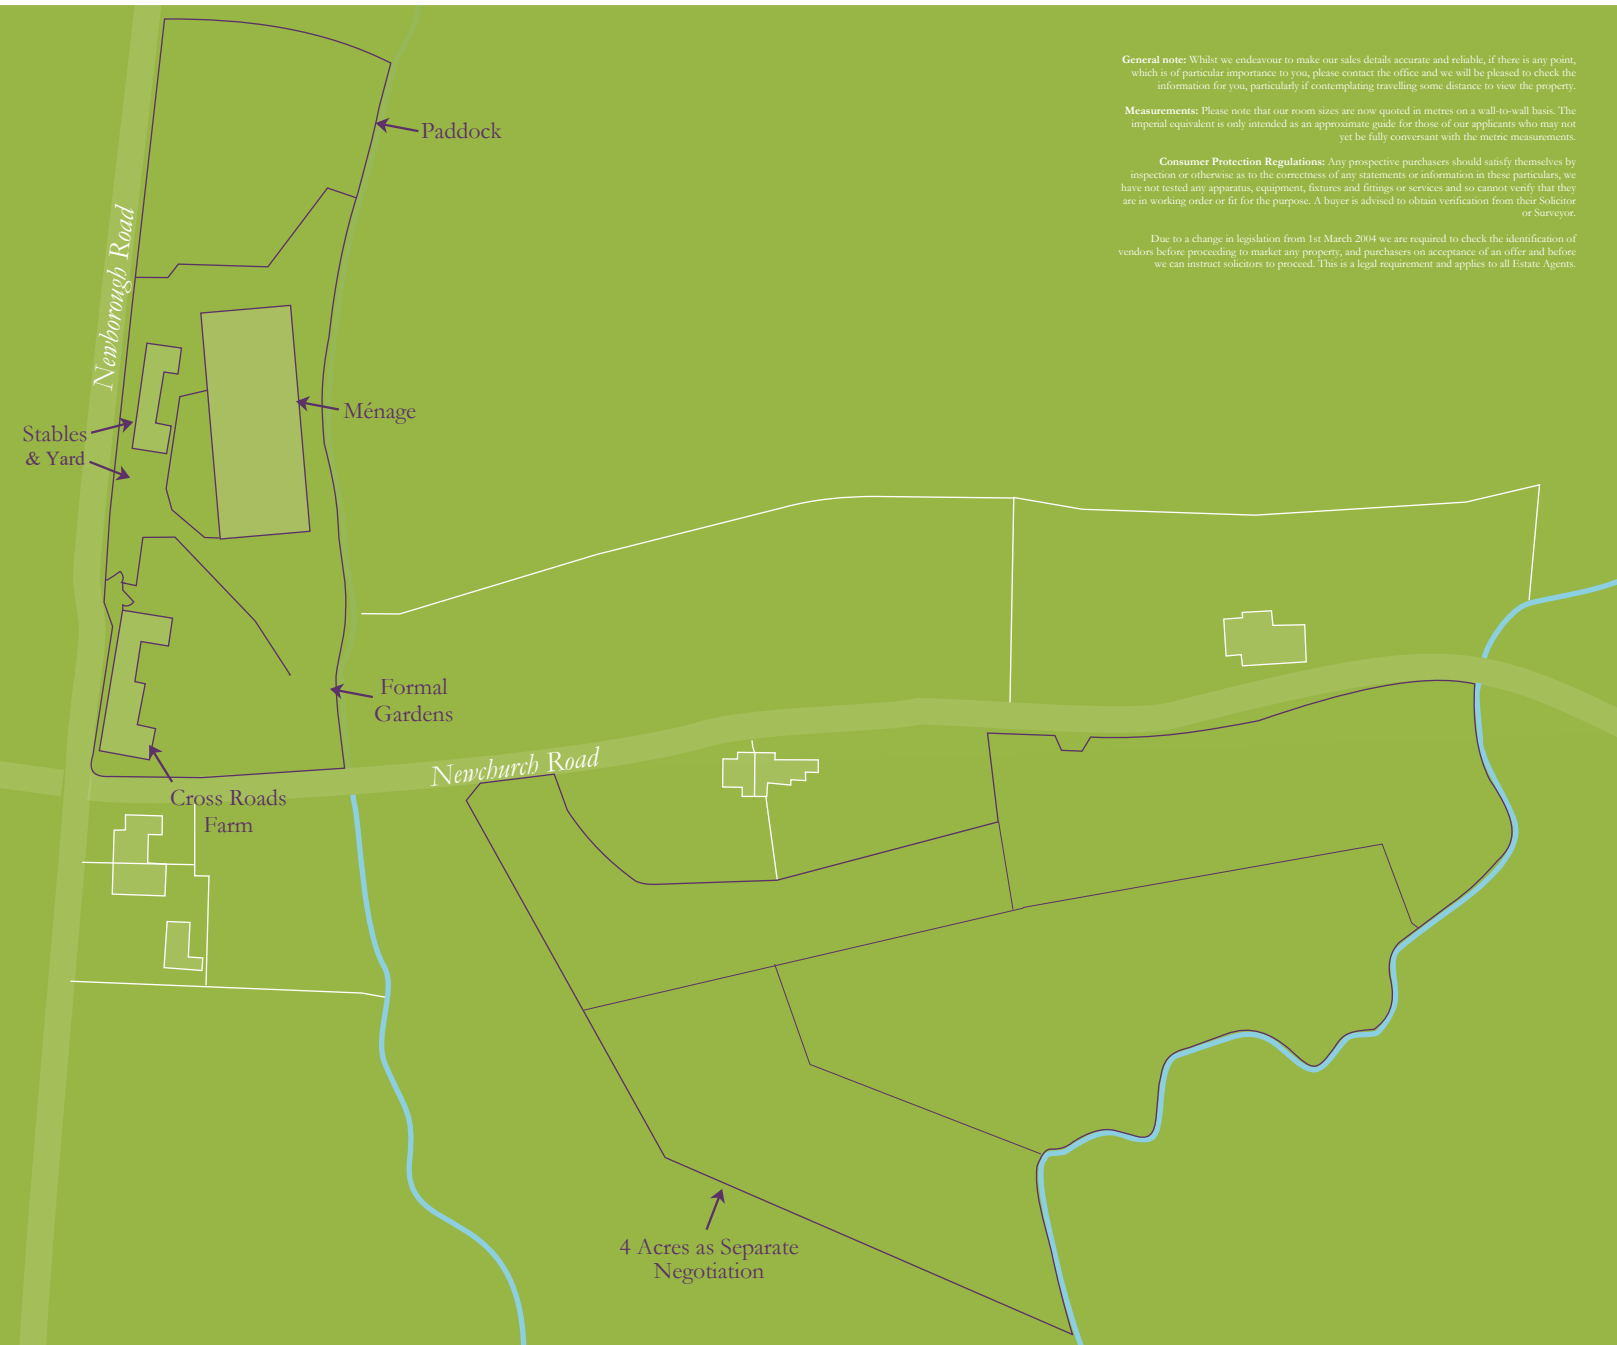 General note: Whilst we endeavour to make our sales details accurate and reliable, if there is any point,
which is of particular importance to you, please contact the office and we will be pleased to check the
information for you, particularly if contemplating travelling some distance to view the property.
Measurements: Please note that our room sizes are now quoted in metres on a wall-to-wall basis. The
imperial equivalent is only intended as an approximate guide for those of our applicants who may not
yet be fully conversant with the metric measurements.
Consumer Protection Regulations: Any prospective purchasers should satisfy themselves by
inspection or otherwise as to the correctness of any statements or information in these particulars, we
have not tested any apparatus, equipment, fixtures and fittings or services and so cannot verify that they
are in working order or fit for the purpose. A buyer is advised to obtain verification from their Solicitor
or Surveyor.
Due to a change in legislation from 1st March 2004 we are required to check the identification of
vendors before proceeding to market any property, and purchasers on acceptance of an offer and before
we can instruct solicitors to proceed. This is a legal requirement and applies to all Estate Agents.
Paddock
Newborough Road
Ménage
Stables
& Yard
Formal
Gardens
Newchurch Road
Cross Roads
Farm
4 Acres as Separate
Negotiation